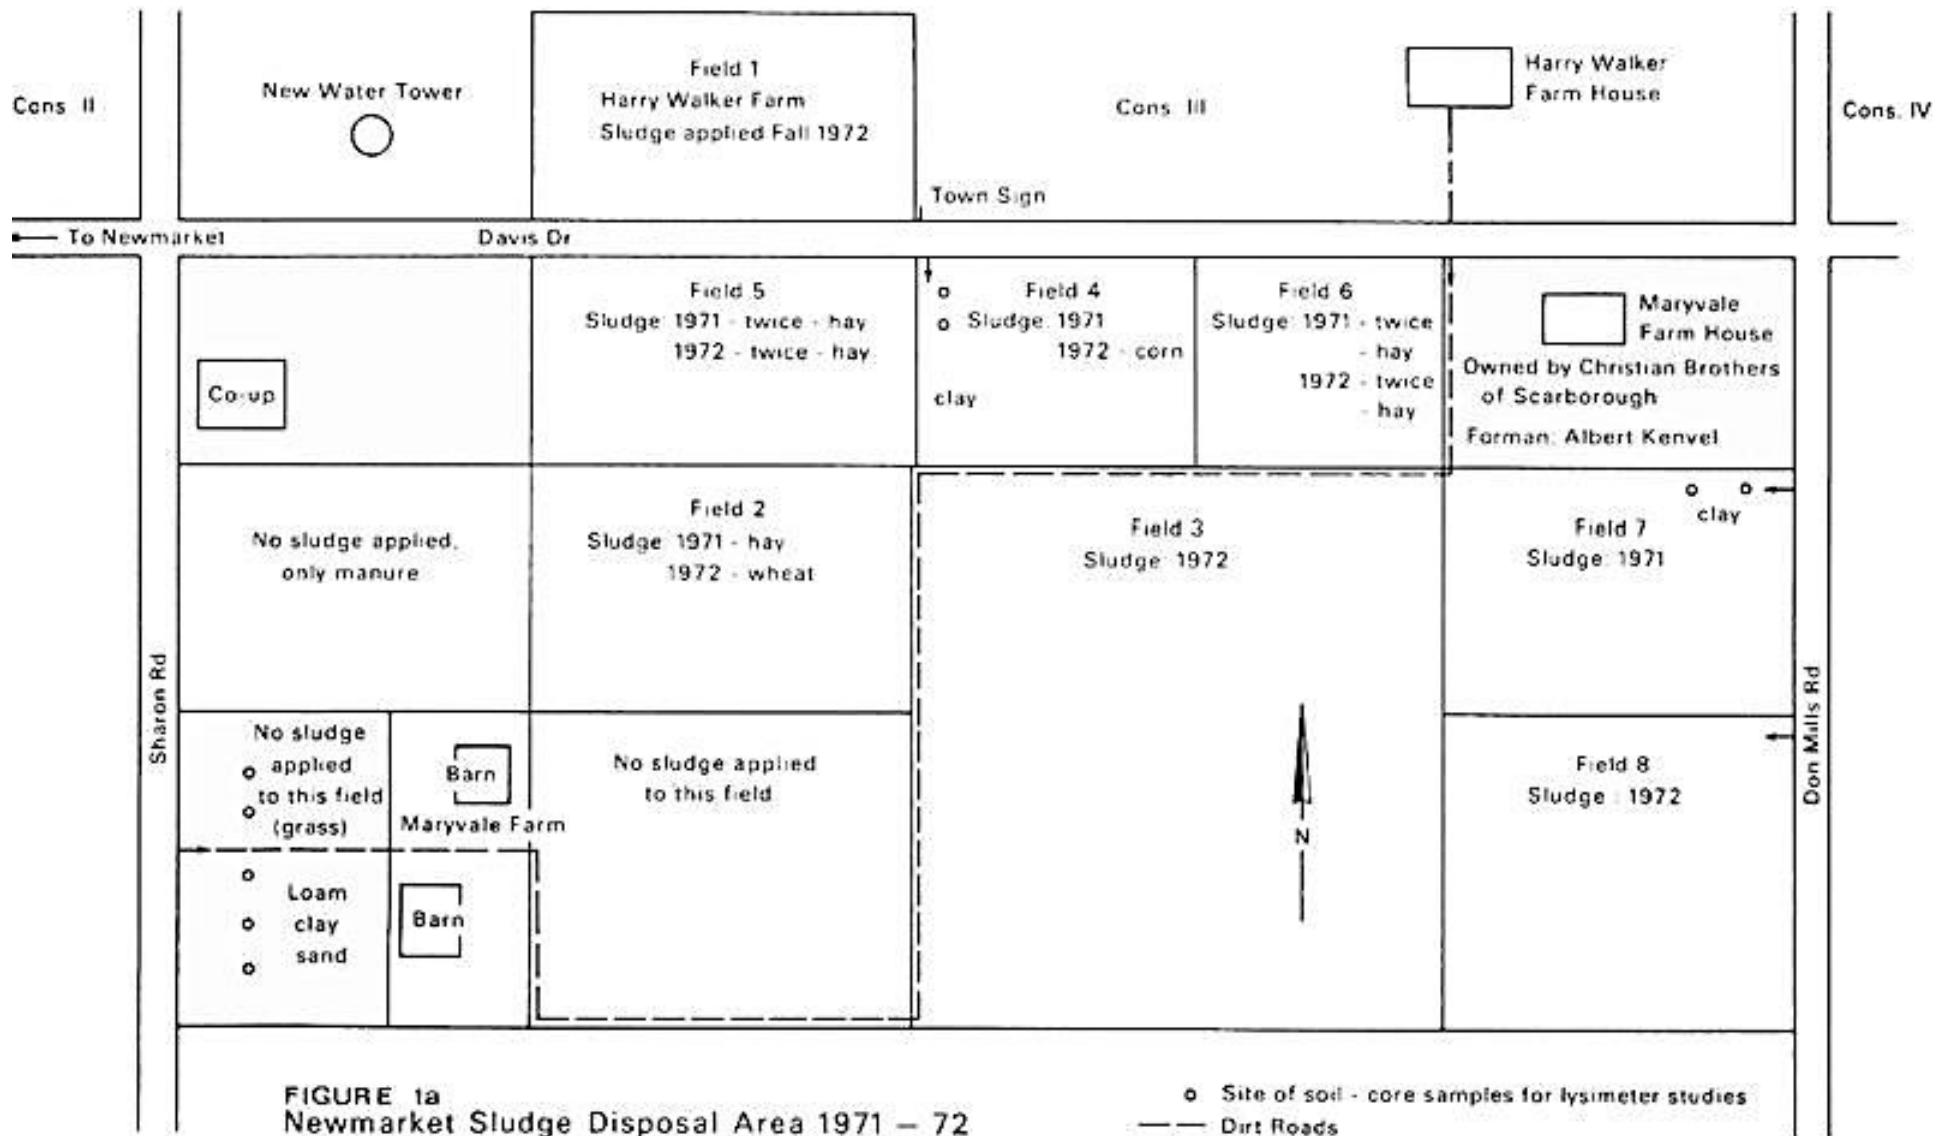 Cons. II
New Water Tower
Field 1
Harry Walker Farm
Sludge applied Fall 1972
Cons. III
Harry Walker
Farm House
Cons. IV
Town Sign
To Newmarket
Davis Dr
Co-up
Field 5
Sludge: 1971 - twice - hay
1972 - twice - hay
Field 4
Sludge: 1971
1972 - corn
clay
Field 6
Sludge: 1971 - twice
- hay
1972 - twice
- hay
Maryvale
Farm House
Owned by Christian Brothers
of Scarborough
Forman: Albert Kenvel
No sludge applied,
only manure
Field 2
Sludge: 1971 - hay
1972 - wheat
Field 3
Sludge: 1972
clay
Field 7
Sludge: 1971
Sharon Rd
Don Mills Rd
No sludge
applied
to this field
(grass)
Barn
Maryvale Farm
No sludge applied
to this field
N
Field 8
Sludge : 1972
Loam
clay
sand
Barn
FIGURE 1a
Newmarket Sludge Disposal Area 1971 – 72
Site of soil - core samples for lysimeter studies
Dirt Roads